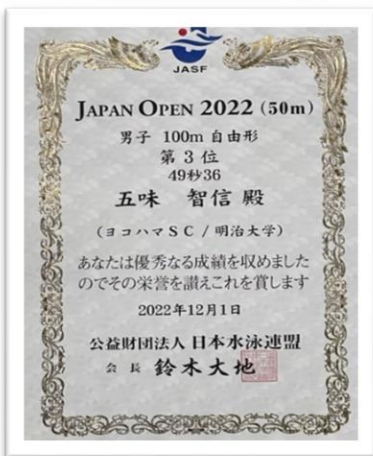 JASF
JAPAN OPEN 2022 (50m)
男子 100m 自由形
第 3 位
49秒36
五味 智信 殿
(ヨコハマSC / 明治大学)
あなたは優秀なる成績を収めました
のでその栄誉を讃えこれを賞します
2022年12月1日
公益財団法人 日本水泳連盟
会 長 鈴木大地